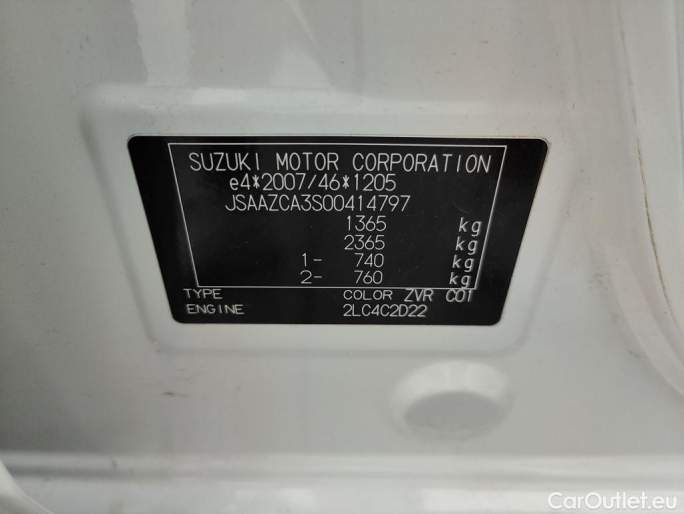 SUZUKI MOTOR CORPORATION
e4*2007/46*1205
JSAAZCA3S00414797
1365 kg
2365 kg
1- 740 kg
2- 760 kg
TYPE COLOR ZVR C01
ENGINE 2LC4C2D22
CarOutlet.eu